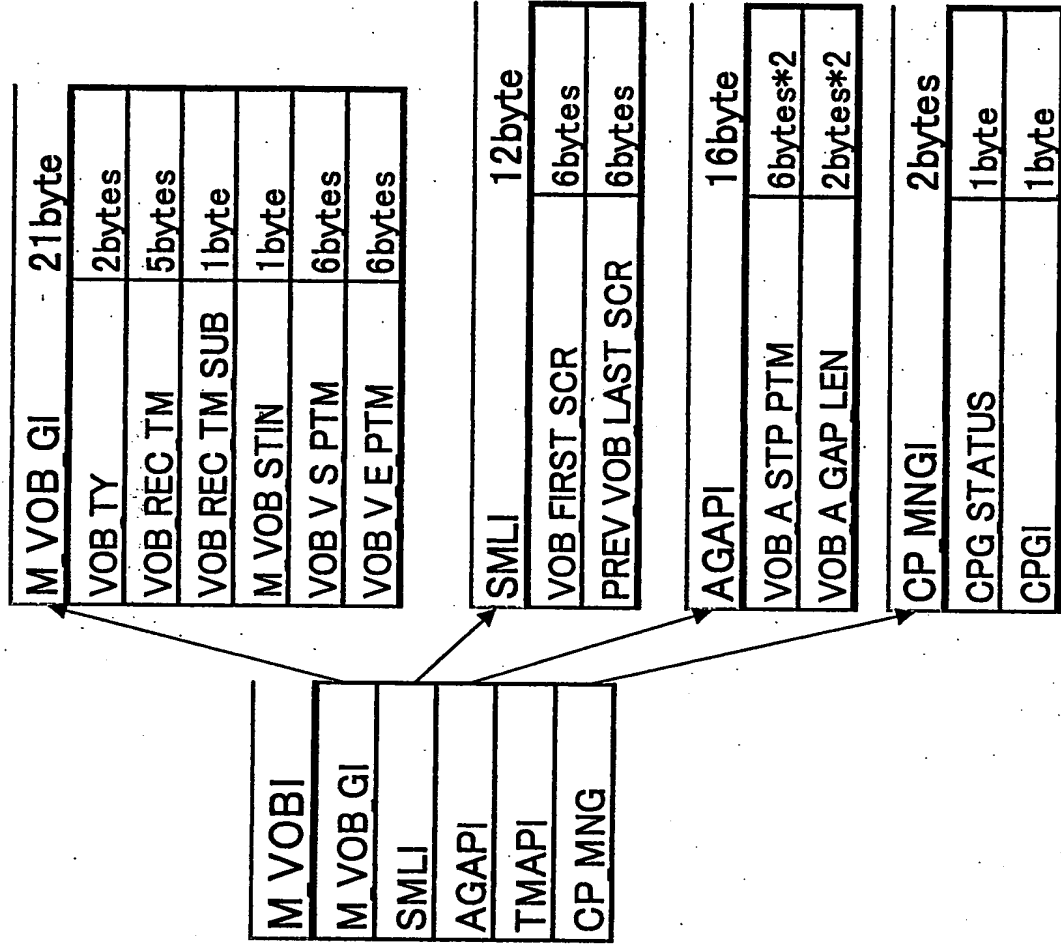 M VOBI
M VOB GI
SMLI
AGAPI
TMAPI
CP MNG
M VOB GI 21byte
VOB TY 2bytes
VOB REC TM 5bytes
VOB REC TM SUB 1byte
M VOB STIN 1byte
VOB V S PTM 6bytes
VOB V E PTM 6bytes
SMLI 12byte
VOB FIRST SCR 6bytes
PREV VOB LAST SCR 6bytes
AGAPI 16byte
VOB A STP PTM 6bytes*2
VOB A GAP LEN 2bytes*2
CP MNGI 2bytes
CPG STATUS 1byte
CPGI 1byte